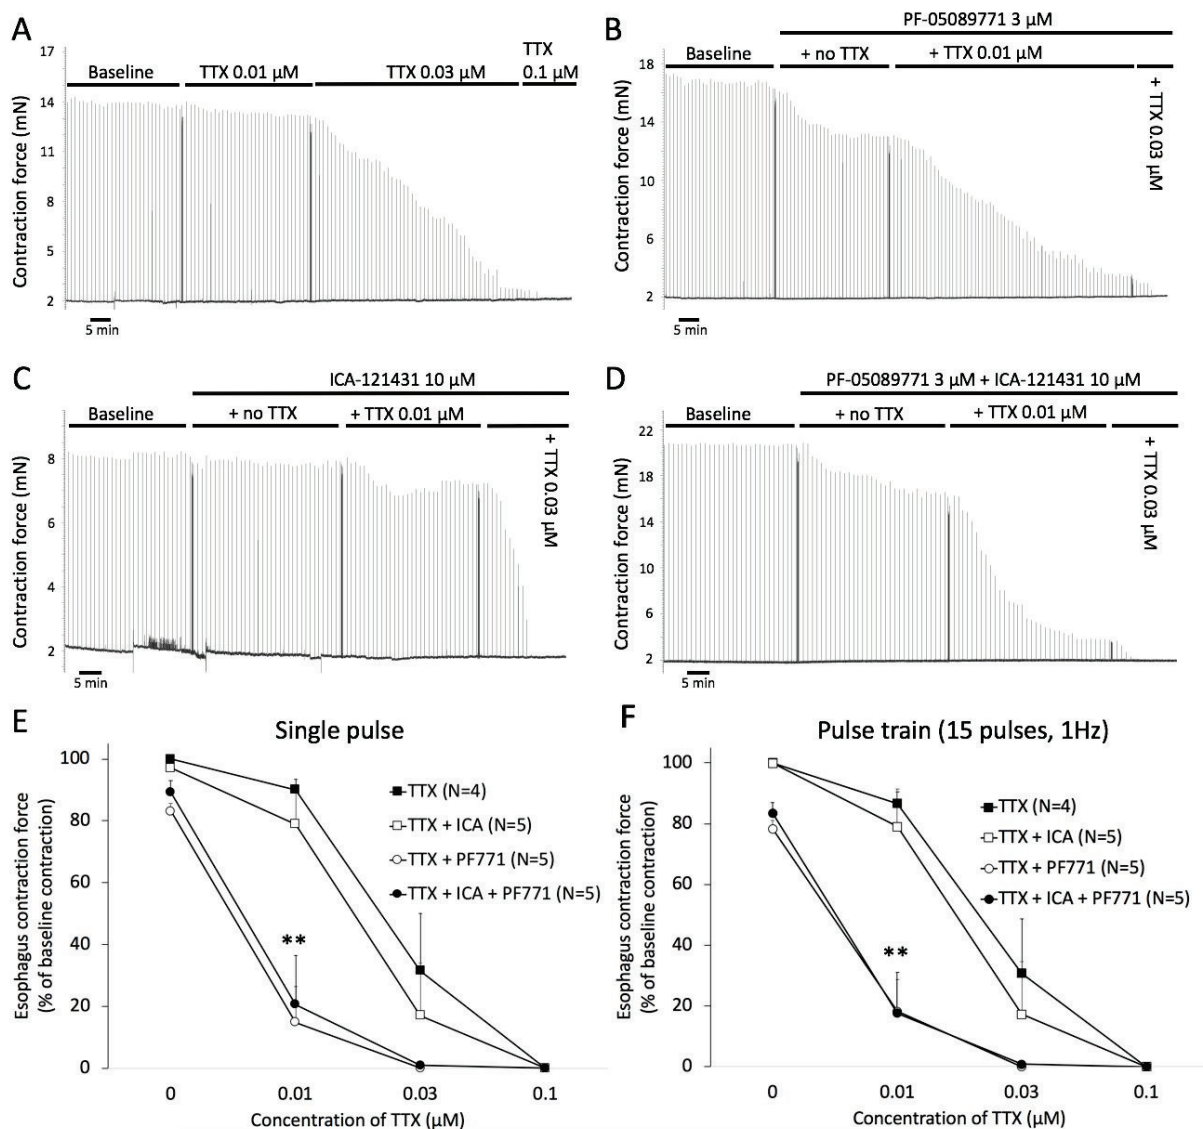 A
TTX
Baseline
TTX 0.01 µM
TTX 0.03 µM
0.1 µM
Contraction force (mN)
17
14
11
8
5
2
5 min
B
PF-05089771 3 µM
+ no TTX
+ TTX 0.01 µM
Baseline
+ TTX 0.03 µM
Contraction force (mN)
18
14
10
6
2
5 min
C
ICA-121431 10 µM
Baseline
+ no TTX
+ TTX 0.01 µM
+ TTX 0.03 µM
Contraction force (mN)
8
6
4
2
5 min
D
PF-05089771 3 µM + ICA-121431 10 µM
Baseline
+ no TTX
+ TTX 0.01 µM
+ TTX 0.03 µM
Contraction force (mN)
22
18
14
10
6
2
5 min
E
Single pulse
Esophagus contraction force
(% of baseline contraction)
100
80
60
40
20
0
TTX (N=4)
TTX + ICA (N=5)
TTX + PF771 (N=5)
TTX + ICA + PF771 (N=5)
**
0 0.01 0.03 0.1
Concentration of TTX (µM)
F
Pulse train (15 pulses, 1Hz)
Esophagus contraction force
(% of baseline contraction)
100
80
60
40
20
0
TTX (N=4)
TTX + ICA (N=5)
TTX + PF771 (N=5)
TTX + ICA + PF771 (N=5)
**
0 0.01 0.03 0.1
Concentration of TTX (µM)